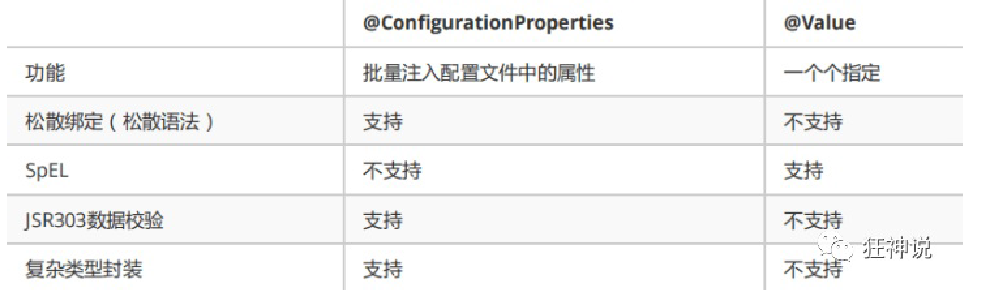 @ConfigurationProperties @Value
功能 批量注入配置文件中的属性 一个个指定
松散绑定（松散语法） 支持 不支持
SpEL 不支持 支持
JSR303数据校验 支持 不支持
复杂类型封装 支持 不支持
狂神说